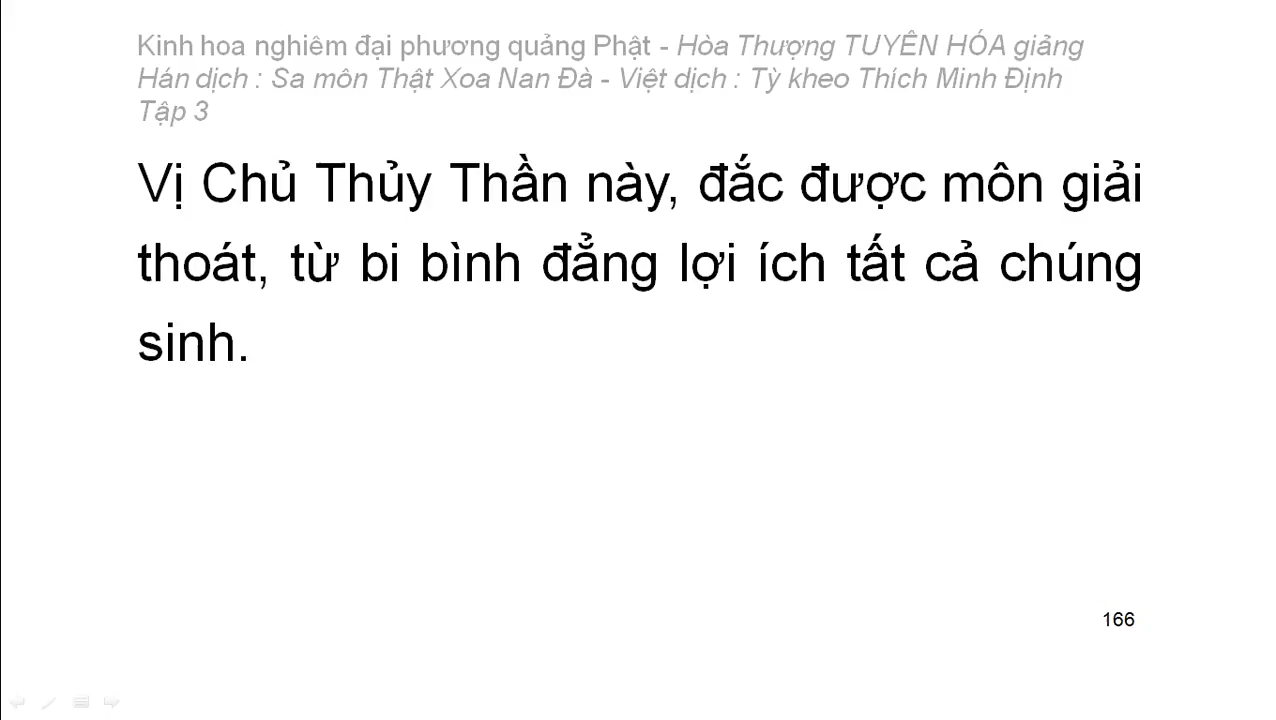 Kinh hoa nghiêm đại phương quảng Phật - Hòa Thượng TUYÊN HÓA giảng
Hán dịch : Sa môn Thật Xoa Nan Đà - Việt dịch : Tỳ kheo Thích Minh Định
Tập 3
Vị Chủ Thủy Thần này, đắc được môn giải
thoát, từ bi bình đẳng lợi ích tất cả chúng
sinh.
166